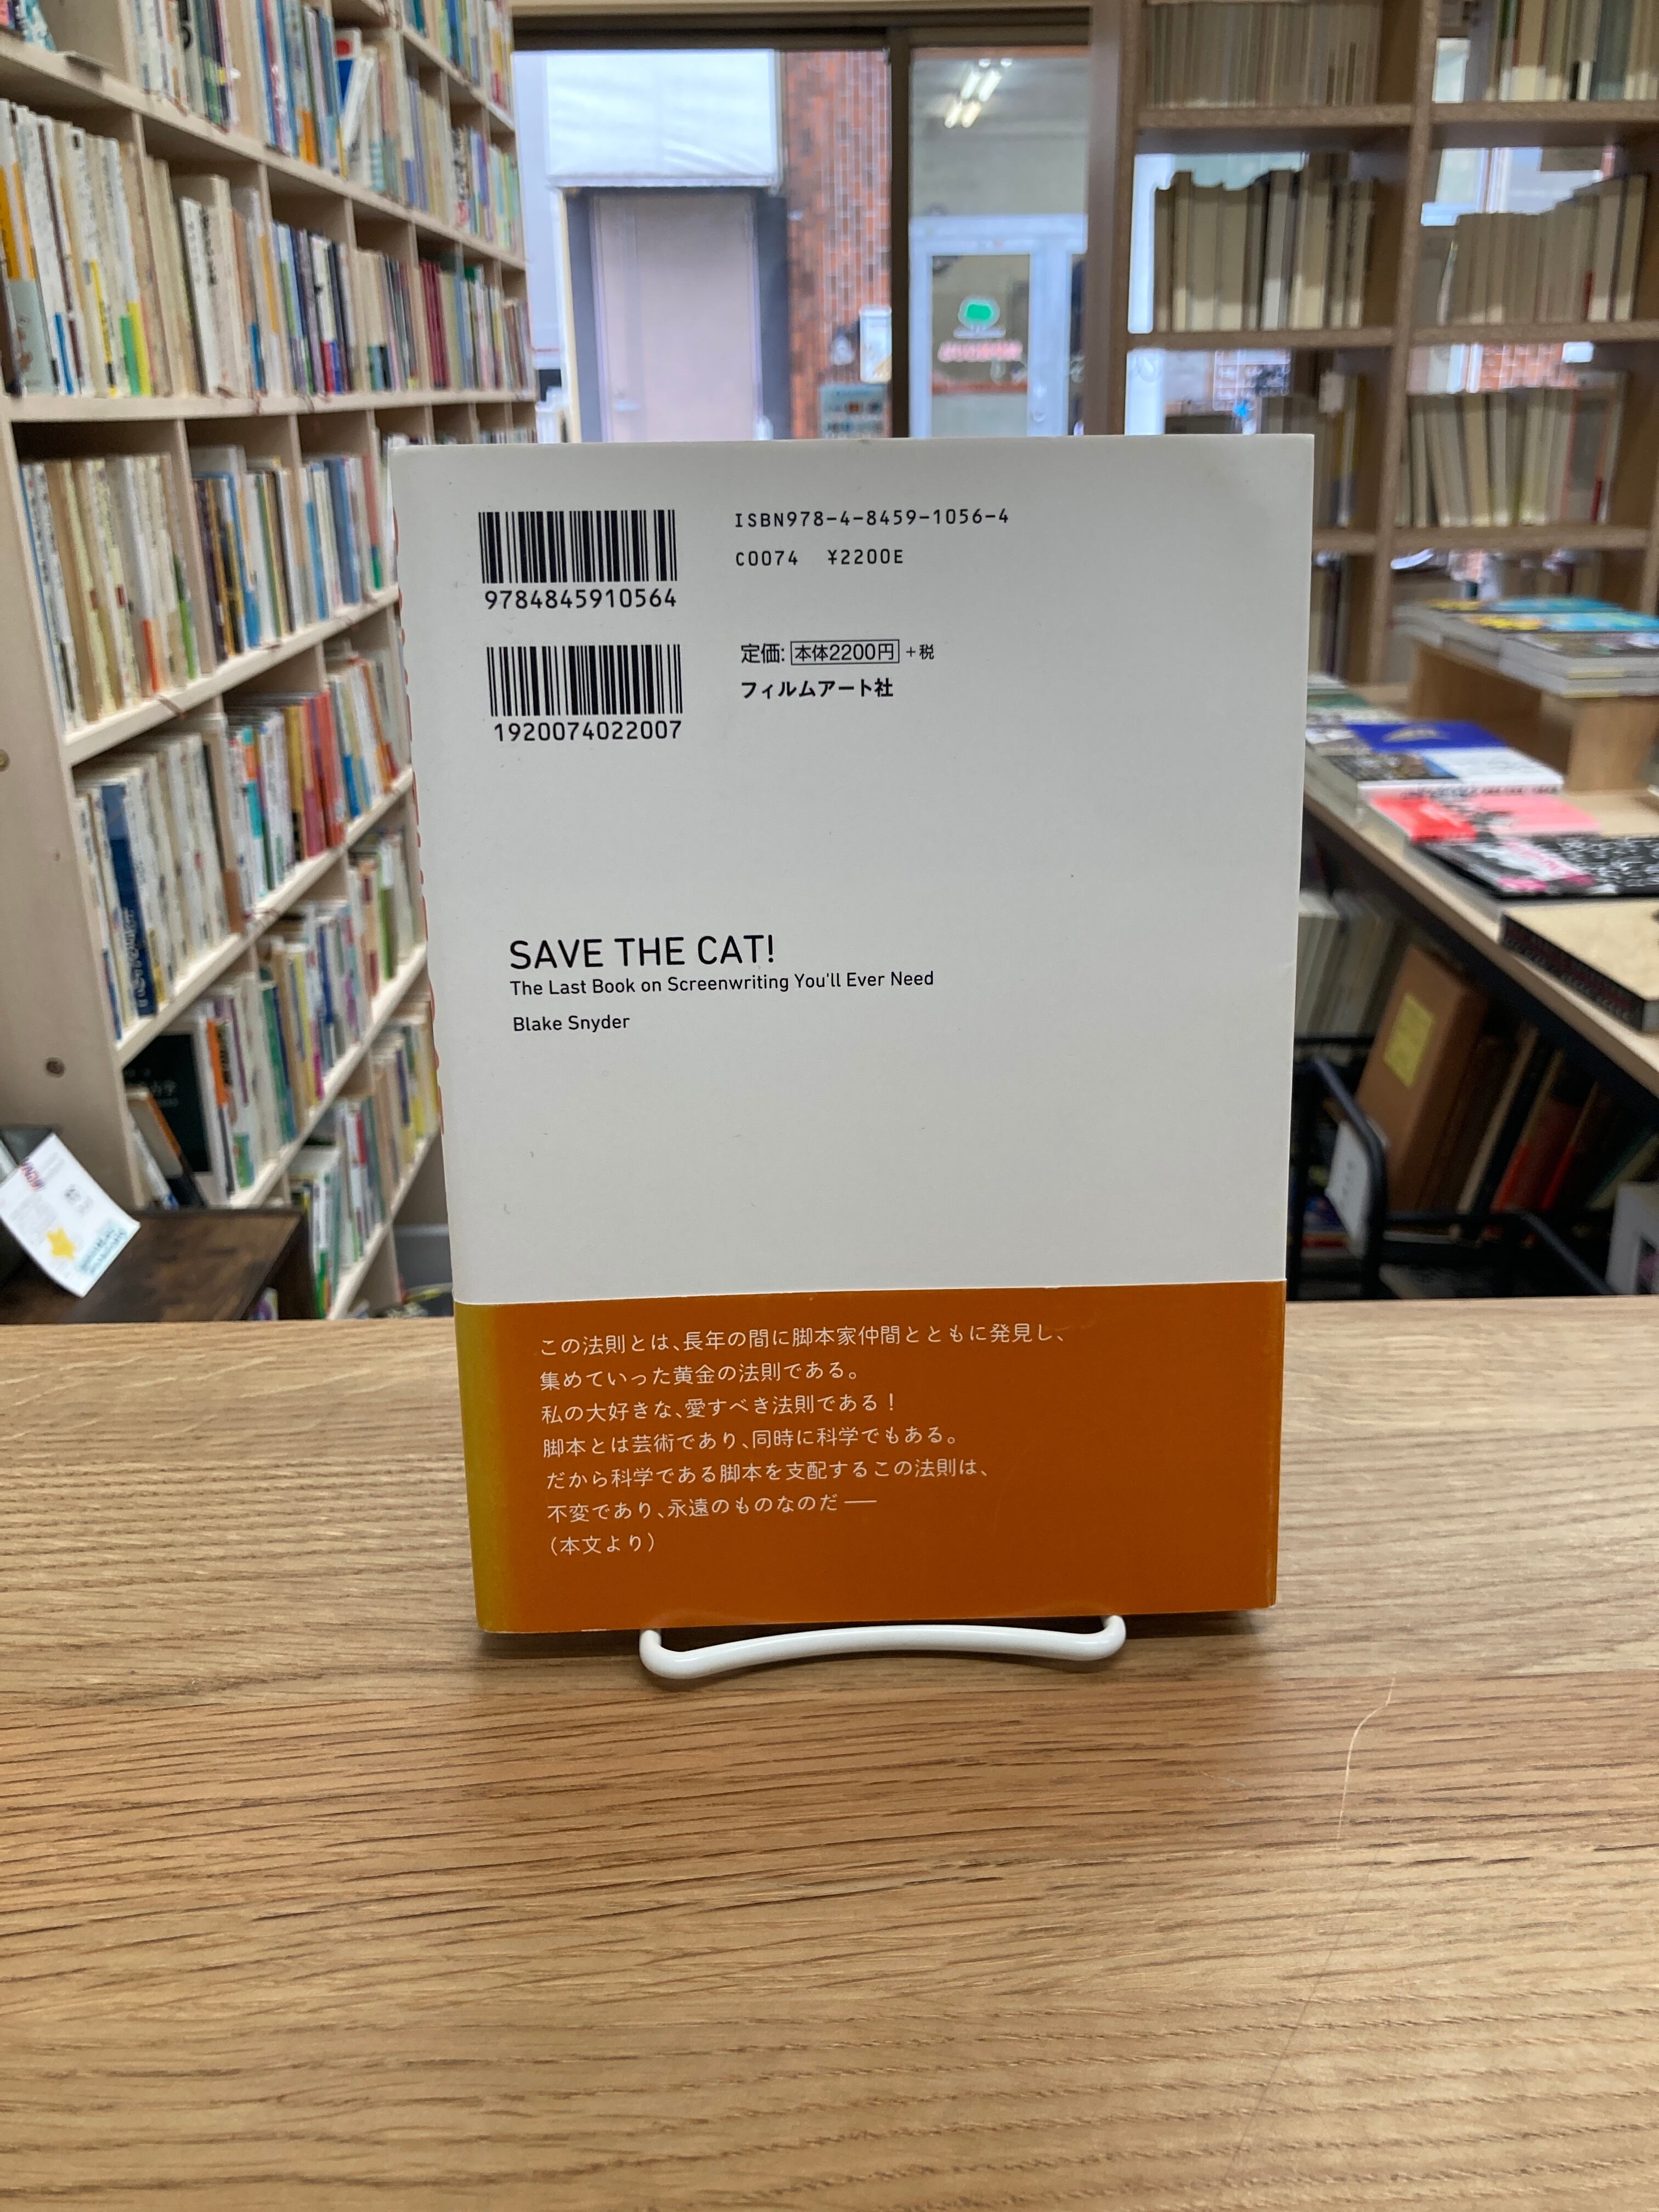 ISBN978-4-8459-1056-4
C0074 ¥2200E
9784845910564
定価: 本体2200円 +税
フィルムアート社
1920074022007
SAVE THE CAT!
The Last Book on Screenwriting You'll Ever Need
Blake Snyder
この法則とは、長年の間に脚本家仲間とともに発見し、
集めていった黄金の法則である。
私の大好きな、愛すべき法則である！
脚本とは芸術であり、同時に科学でもある。
だから科学である脚本を支配するこの法則は、
不変であり、永遠のものなのだ ──
（本文より）